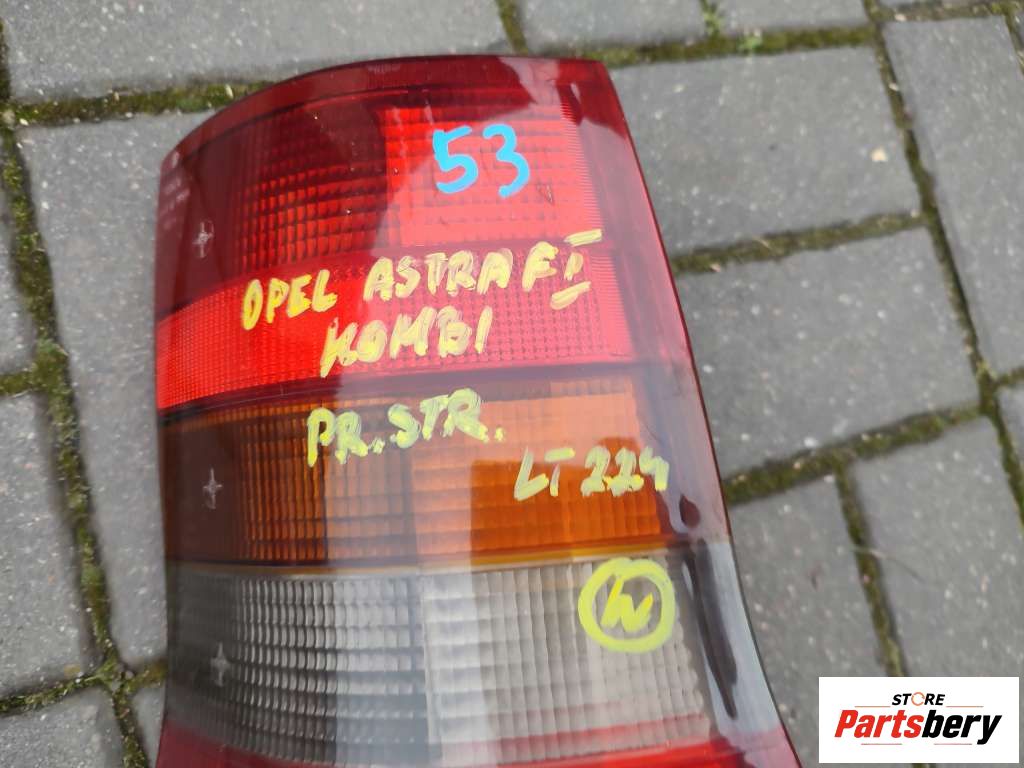 53
OPEL ASTRA F I
KOMBI
PR. STR.
LT 224
W
STORE
Partsbery